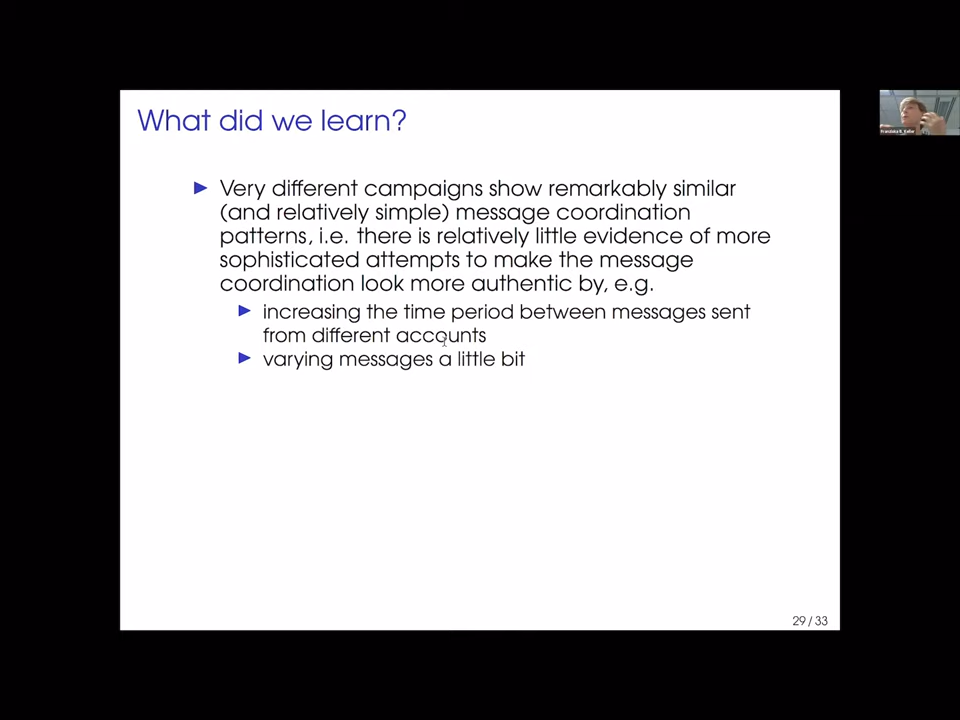 What did we learn?
▶ Very different campaigns show remarkably similar
(and relatively simple) message coordination
patterns, i.e. there is relatively little evidence of more
sophisticated attempts to make the message
coordination look more authentic by, e.g.
▶ increasing the time period between messages sent
from different accounts
▶ varying messages a little bit
29 / 33
Franziska B. Keller